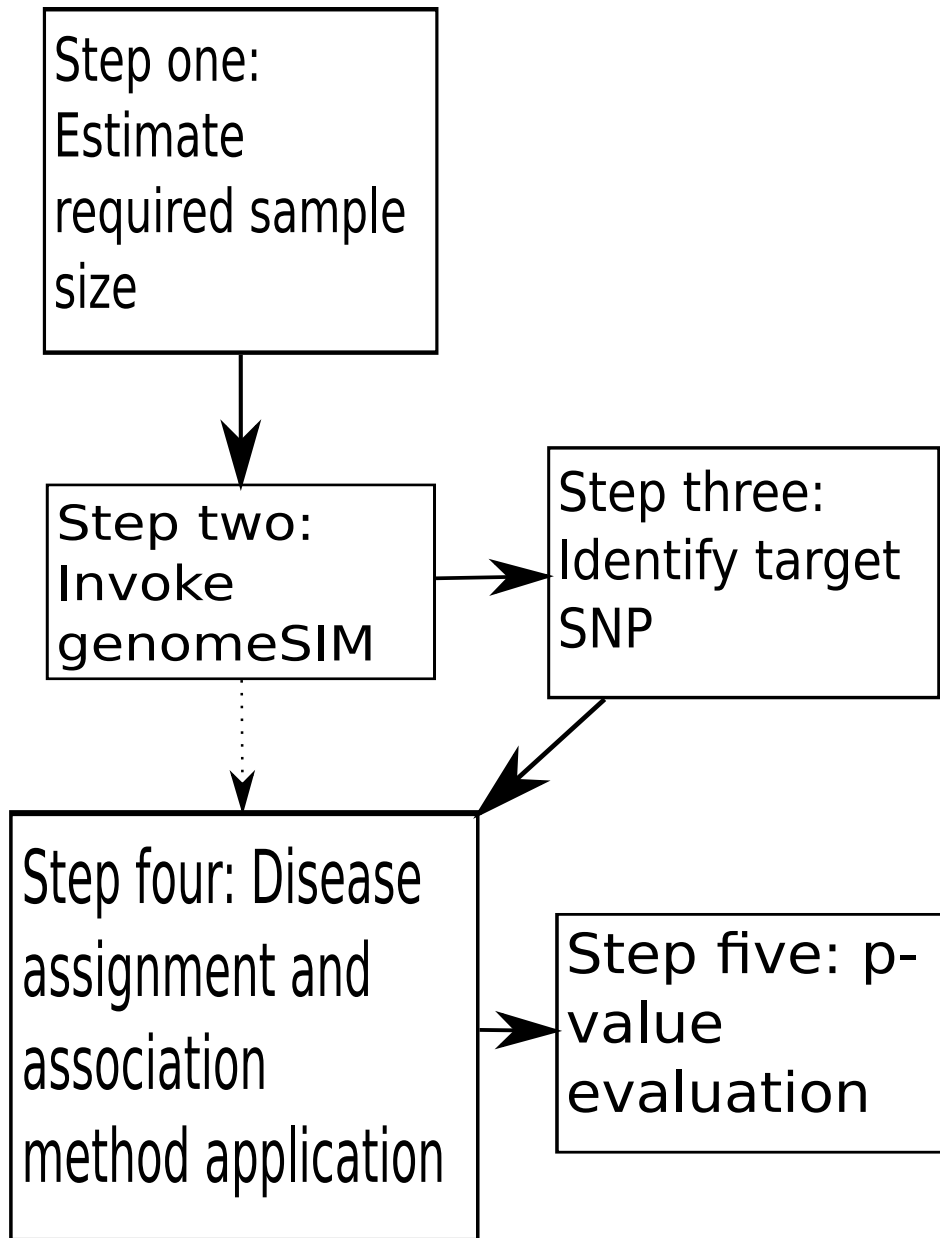 Step one:
Estimate
required sample
size
Step two:
Invoke
genomeSIM
Step three:
Identify target
SNP
Step four: Disease
assignment and
association
method application
Step five: p-
value
evaluation